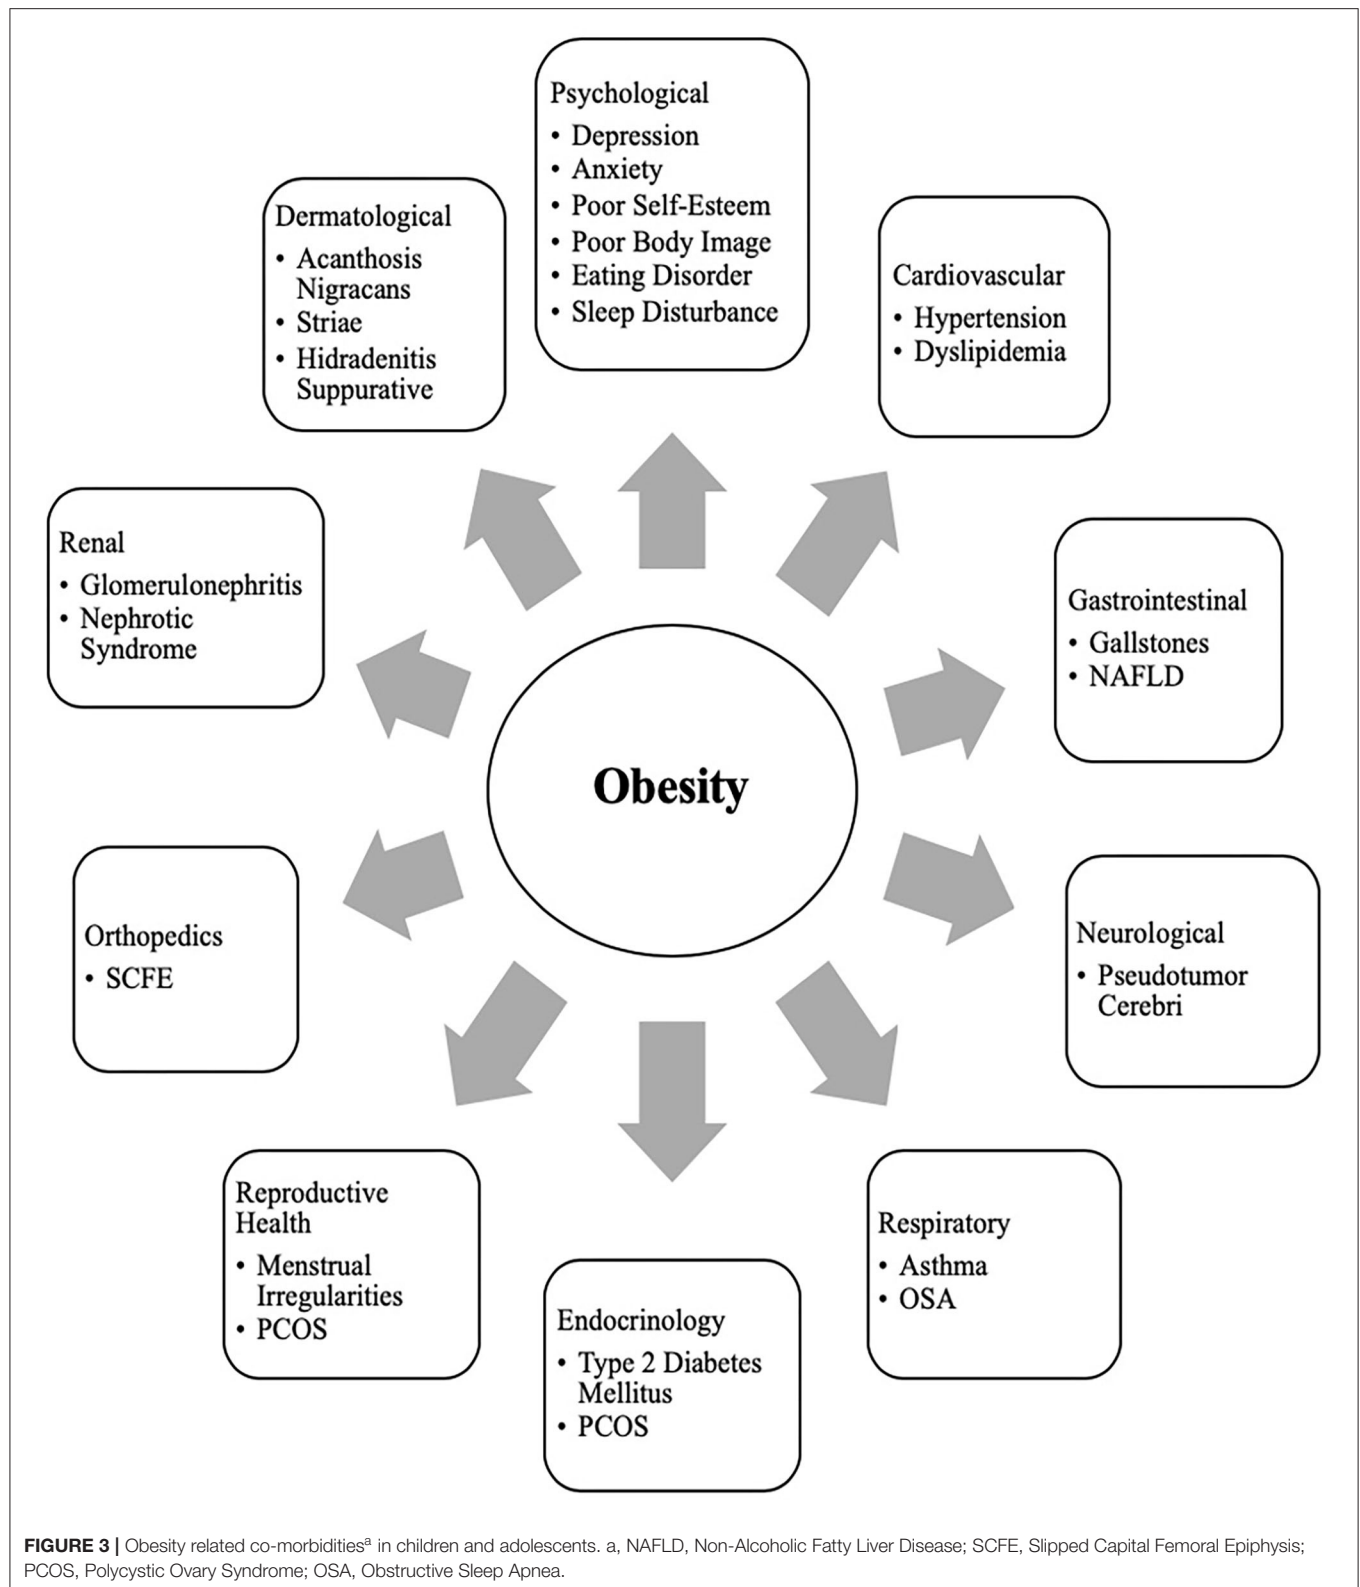 Psychological
• Depression
• Anxiety
• Poor Self-Esteem
• Poor Body Image
• Eating Disorder
• Sleep Disturbance
Dermatological
• Acanthosis
Nigracans
• Striae
• Hidradenitis
Suppurative
Cardiovascular
• Hypertension
• Dyslipidemia
Renal
• Glomerulonephritis
• Nephrotic
Syndrome
Gastrointestinal
• Gallstones
• NAFLD
Obesity
Orthopedics
• SCFE
Neurological
• Pseudotumor
Cerebri
Reproductive
Health
• Menstrual
Irregularities
• PCOS
Endocrinology
• Type 2 Diabetes
Mellitus
• PCOS
Respiratory
• Asthma
• OSA
FIGURE 3 | Obesity related co-morbiditiesᵃ in children and adolescents. a, NAFLD, Non-Alcoholic Fatty Liver Disease; SCFE, Slipped Capital Femoral Epiphysis;
PCOS, Polycystic Ovary Syndrome; OSA, Obstructive Sleep Apnea.